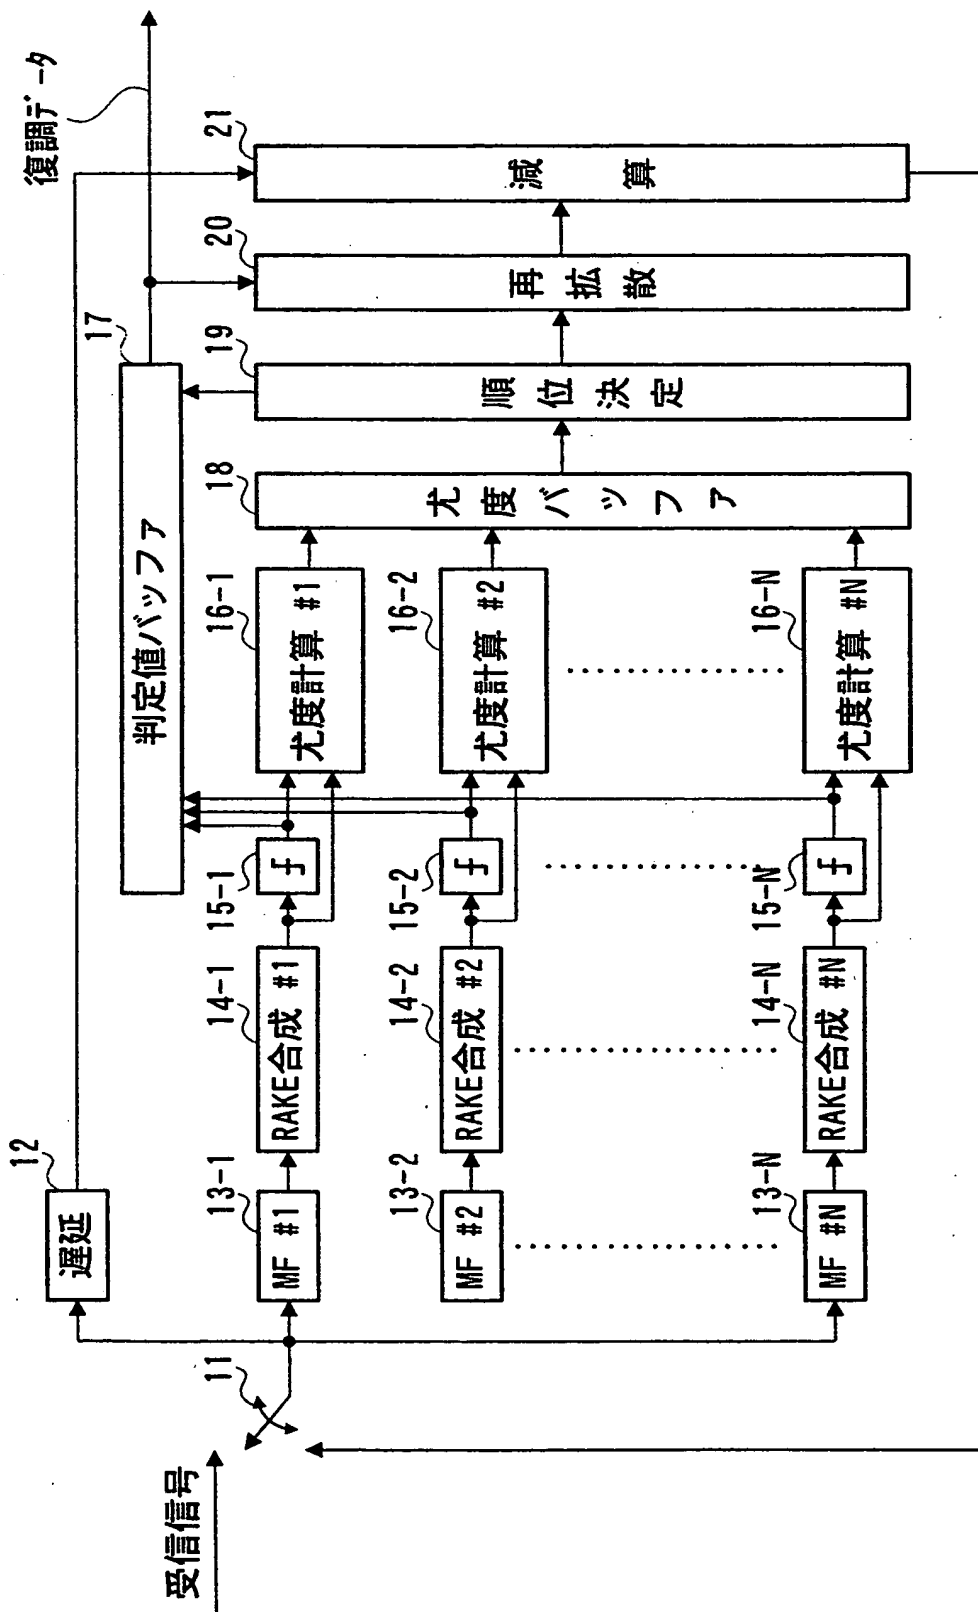 受信信号
11
遅延
12
MF #1
13-1
RAKE合成 #1
14-1
15-1
尤度計算 #1
16-1
MF #2
13-2
RAKE合成 #2
14-2
15-2
尤度計算 #2
16-2
MF #N
13-N
RAKE合成 #N
14-N
15-N
尤度計算 #N
16-N
判定値バッファ
17
尤度バッファ
18
順位決定
19
再拡散
20
減算
21
復調データ